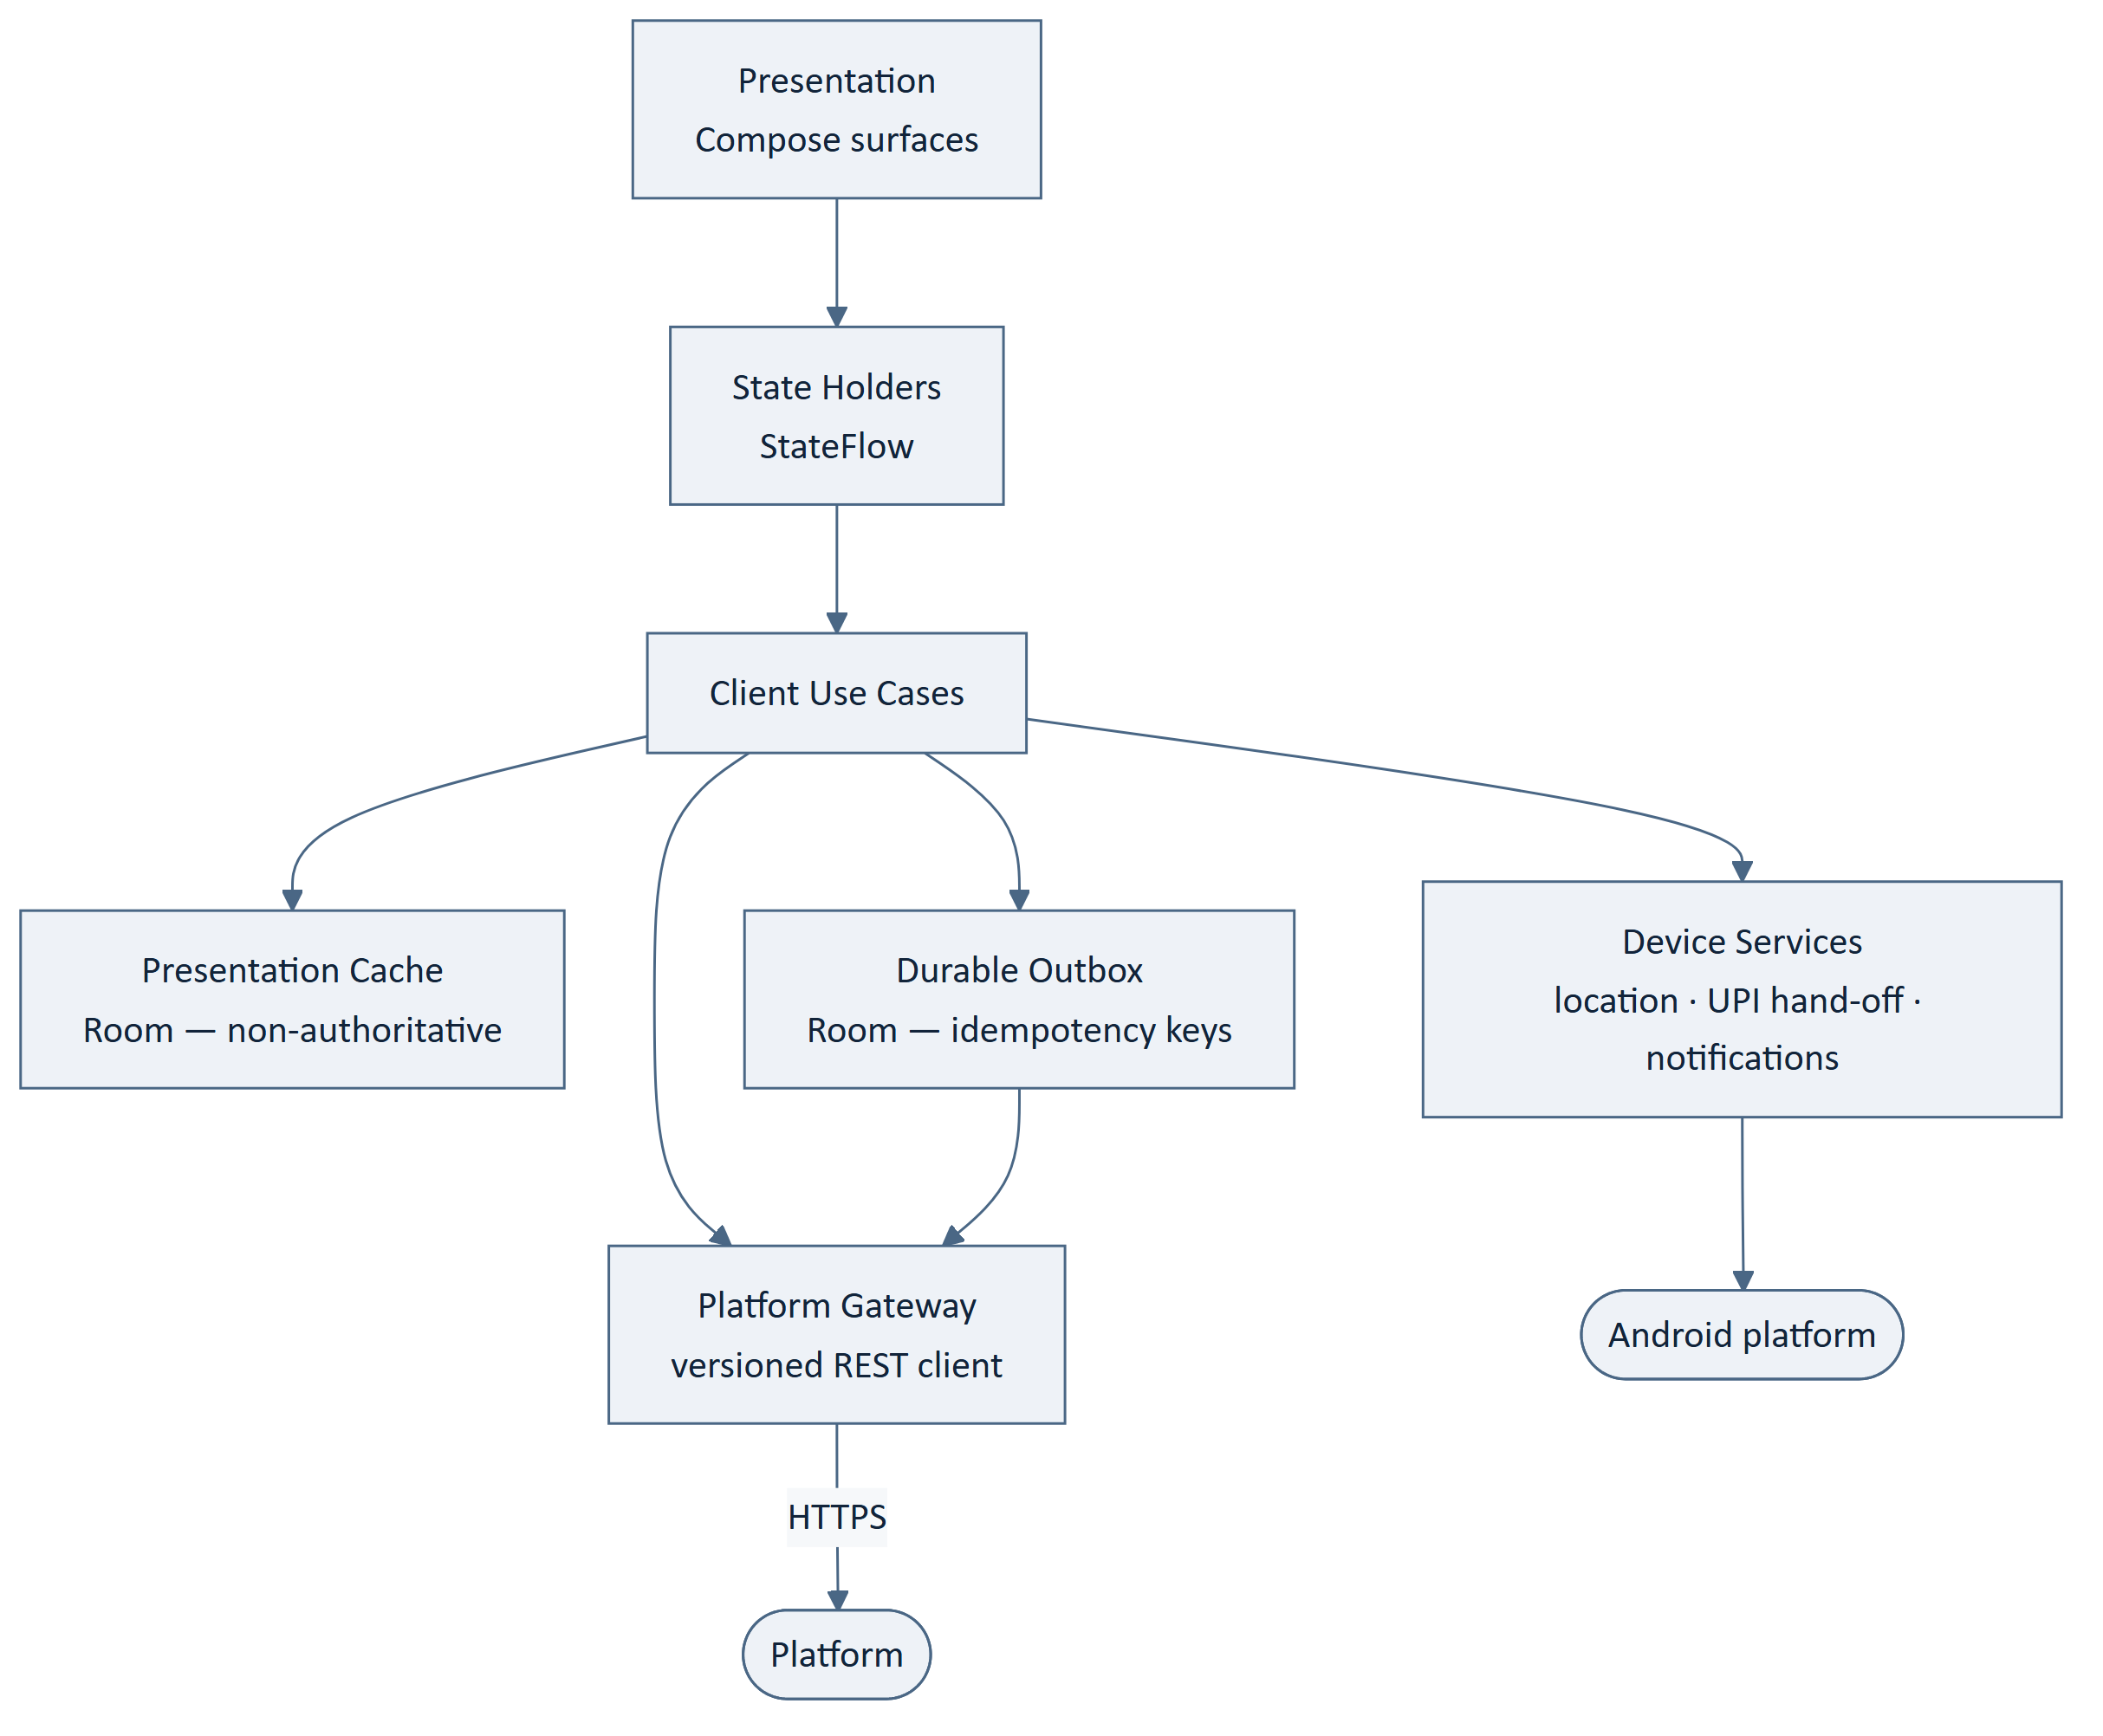 Presentation
Compose surfaces
State Holders
StateFlow
Client Use Cases
Presentation Cache
Room — non-authoritative
Durable Outbox
Room — idempotency keys
Device Services
location · UPI hand-off ·
notifications
Platform Gateway
versioned REST client
Android platform
HTTPS
Platform